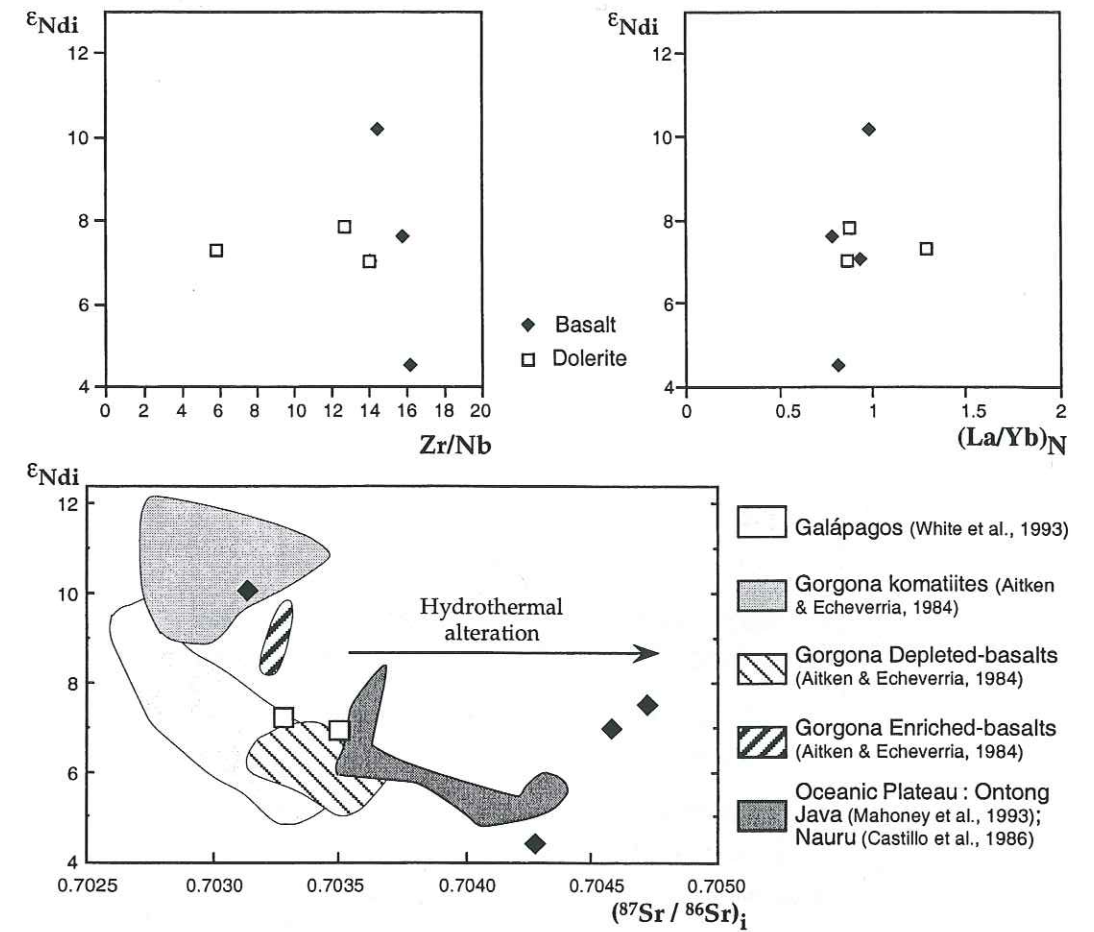 εNdi
12
10
8
6
4
0 2 4 6 8 10 12 14 16 18 20
Zr/Nb
Basalt
Dolerite
εNdi
12
10
8
6
4
0 0.5 1 1.5 2
(La/Yb)N
εNdi
12
10
8
6
4
0.7025 0.7030 0.7035 0.7040 0.7045 0.7050
(87Sr / 86Sr)i
Hydrothermal
alteration
Galápagos (White et al., 1993)
Gorgona komatiites (Aitken
& Echeverria, 1984)
Gorgona Depleted-basalts
(Aitken & Echeverria, 1984)
Gorgona Enriched-basalts
(Aitken & Echeverria, 1984)
Oceanic Plateau : Ontong
Java (Mahoney et al., 1993);
Nauru (Castillo et al., 1986)